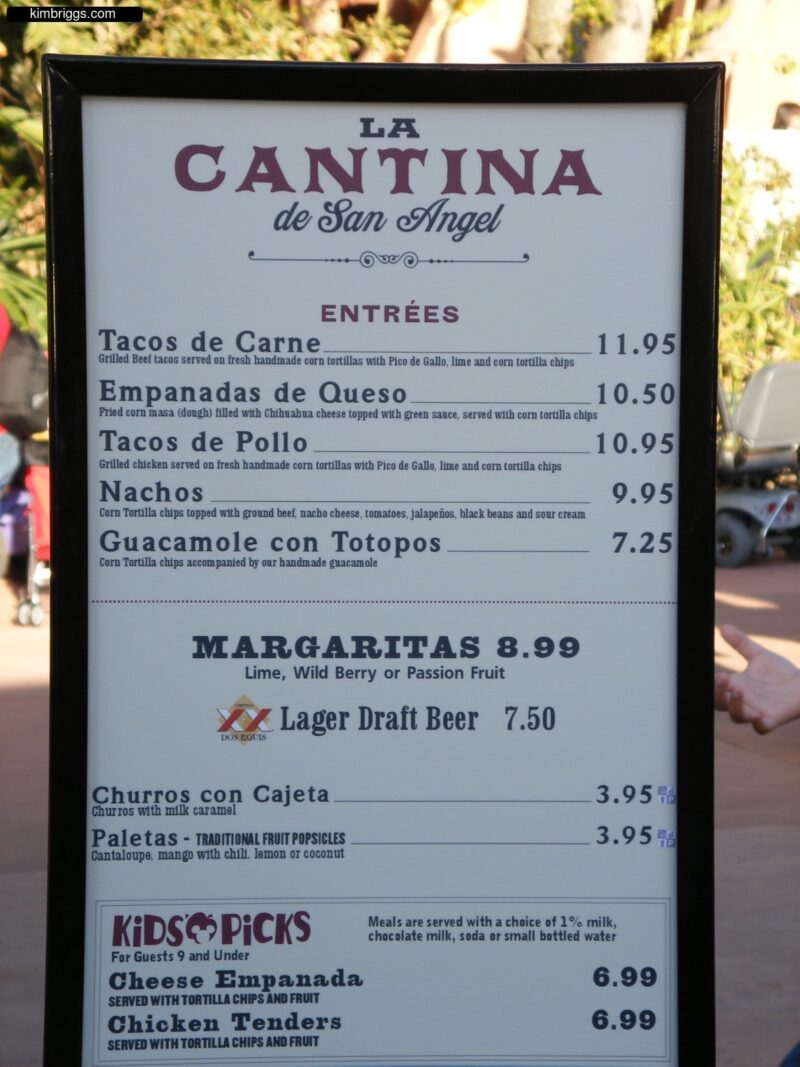 kimbriggs.com
LA
CANTINA
de San Angel
ENTRÉES
Tacos de Carne 11.95
Grilled Beef tacos served on fresh handmade corn tortillas with Pico de Gallo, lime and corn tortilla chips
Empanadas de Queso 10.50
Fried corn masa (dough) filled with Chihuahua cheese topped with green sauce, served with corn tortilla chips
Tacos de Pollo 10.95
Grilled chicken served on fresh handmade corn tortillas with Pico de Gallo, lime and corn tortilla chips
Nachos 9.95
Corn Tortilla chips topped with ground beef, nacho cheese, tomatoes, jalapeños, black beans and sour cream
Guacamole con Totopos 7.25
Corn Tortilla chips accompanied by our handmade guacamole
MARGARITAS 8.99
Lime, Wild Berry or Passion Fruit
XX Lager Draft Beer 7.50
DOS EQUIS
Churros con Cajeta 3.95
Churros with milk caramel
Paletas - TRADITIONAL FRUIT POPSICLES 3.95
Cantaloupe, mango with chili, lemon or coconut
KiDS' PiCKS
For Guests 9 and Under
Meals are served with a choice of 1% milk,
chocolate milk, soda or small bottled water
Cheese Empanada 6.99
SERVED WITH TORTILLA CHIPS AND FRUIT
Chicken Tenders 6.99
SERVED WITH TORTILLA CHIPS AND FRUIT